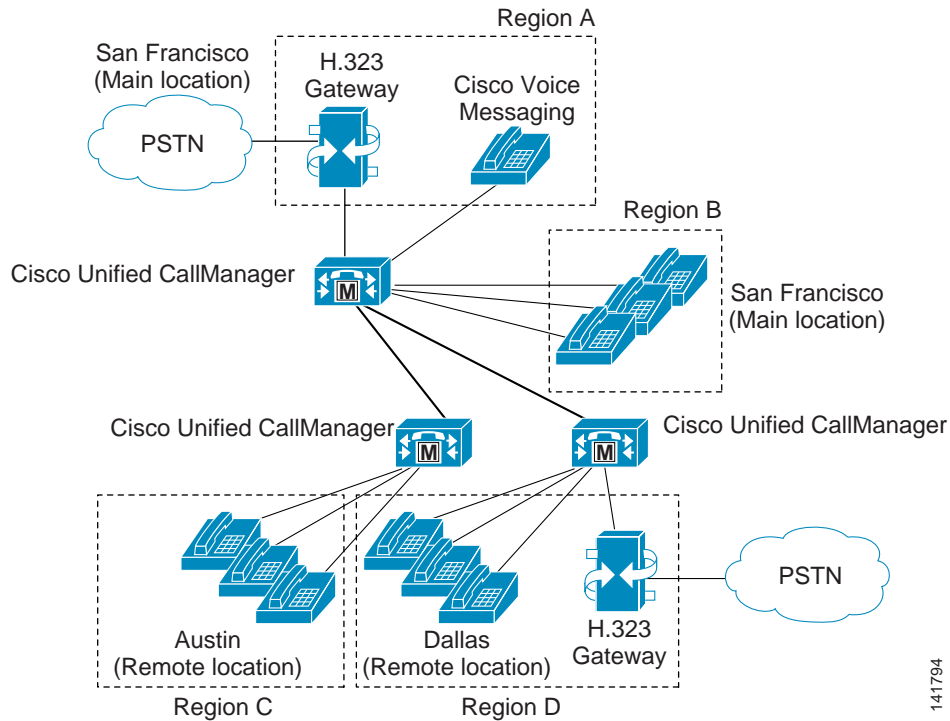 Region A
San Francisco
(Main location)
H.323
Gateway
Cisco Voice
Messaging
PSTN
Region B
Cisco Unified CallManager
M
San Francisco
(Main location)
Cisco Unified CallManager
M
M
Cisco Unified CallManager
PSTN
Austin
(Remote location)
Dallas
(Remote location)
H.323
Gateway
Region C
Region D
141794